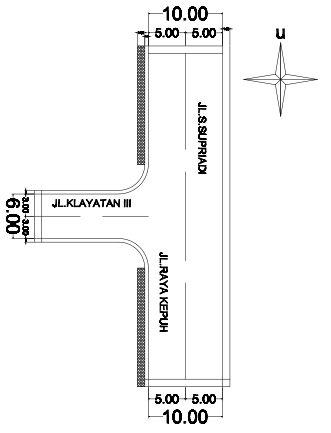 10.00
5.00 5.00
n
JL.S.SUPRIADI
JL.KLAYATAN III
6.00
3.00 3.00
JL.RAYA KEPUH
5.00 5.00
10.00